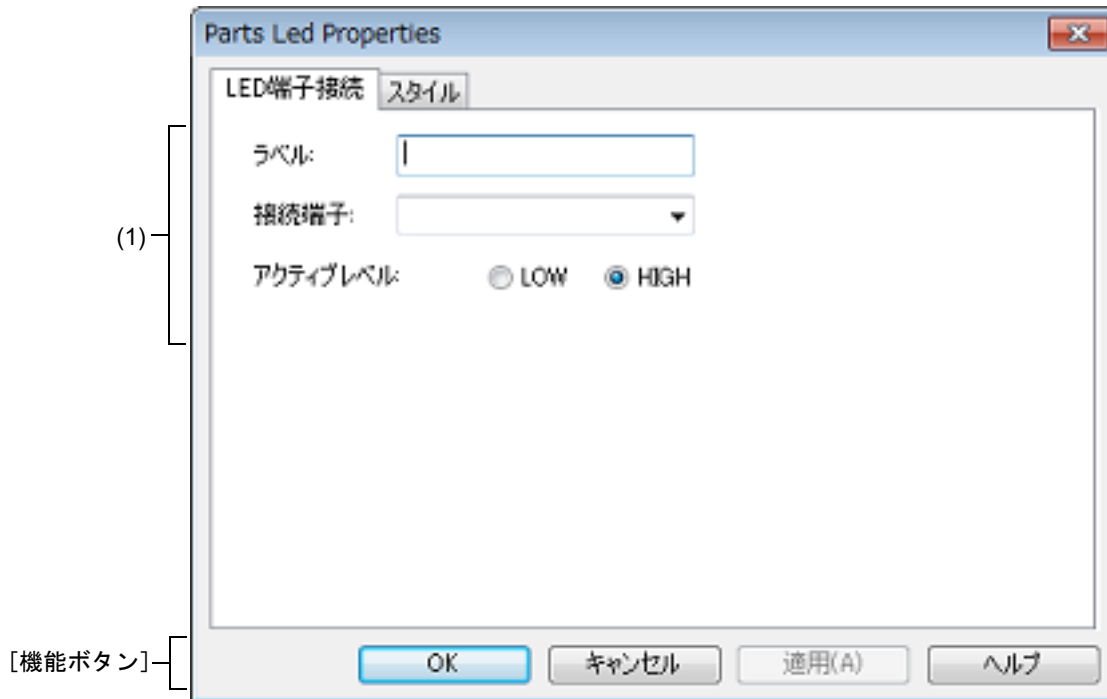 Parts Led Properties
LED端子接続 スタイル
ラベル:
接続端子:
(1)
アクティブレベル: LOW HIGH
[機能ボタン]
OK キャンセル 適用(A) ヘルプ